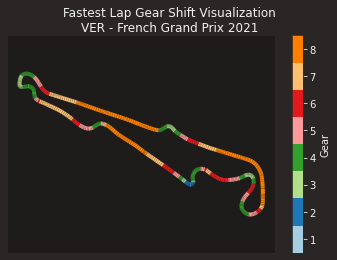 Fastest Lap Gear Shift Visualization
VER - French Grand Prix 2021
8
7
6
5
4
3
2
1
Gear